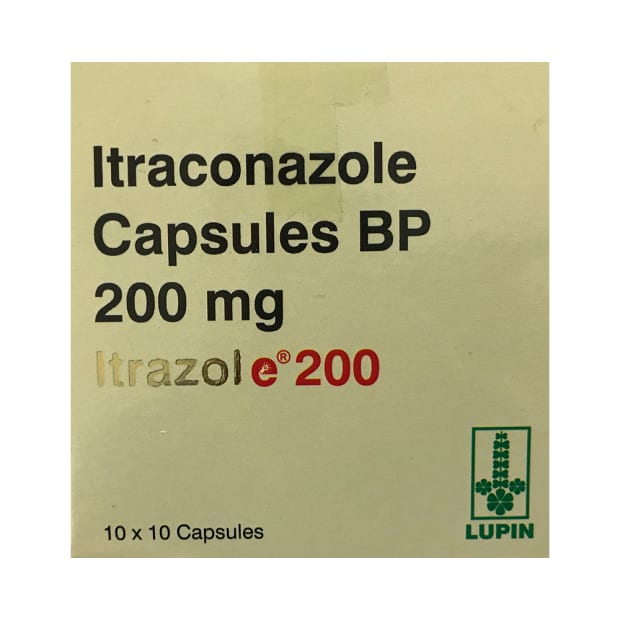 Itraconazole
Capsules BP
200 mg
Itrazole® 200
10 x 10 Capsules
LUPIN